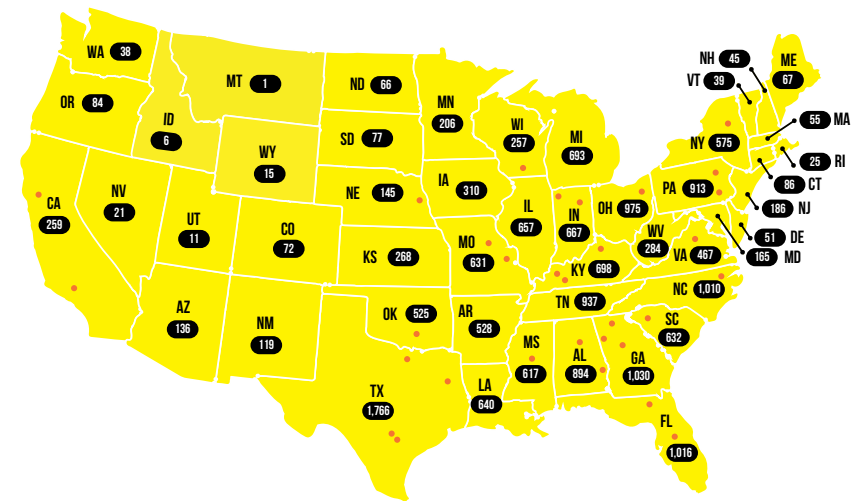 WA 38
OR 84
ID
6
MT 1
WY
15
ND 66
SD 77
NE 145
KS 268
CA
259
NV
21
UT
11
CO
72
AZ
136
NM
119
OK 525
TX
1,766
MN
206
IA 310
MO
631
AR
528
LA
640
WI
257
IL
657
MI
693
IN
667
OH 975
KY 698
TN 937
MS
617
AL
894
GA
1,030
FL
1,016
SC
632
NC 1,010
VA 467
WV
284
PA 913
NY 575
NH 45
VT 39
ME
67
55 MA
25 RI
86 CT
186 NJ
51 DE
165 MD